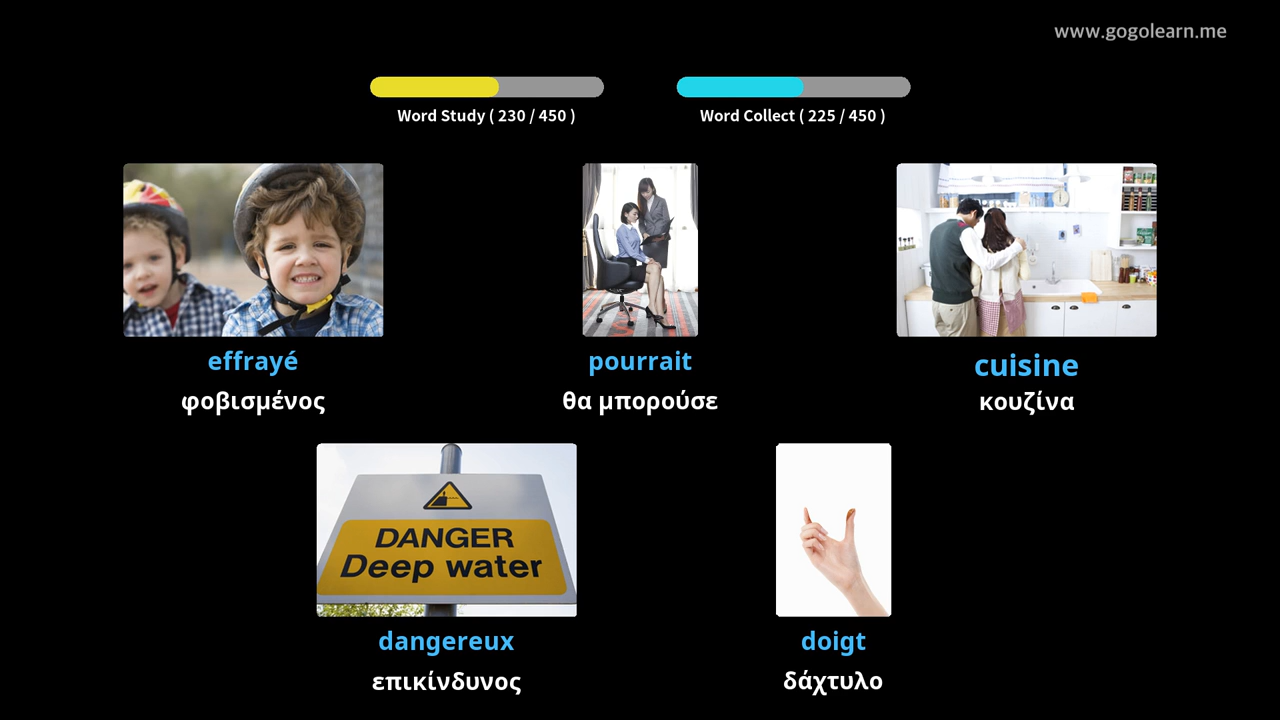 www.gogolearn.me
Word Study ( 230 / 450 )
Word Collect ( 225 / 450 )
effrayé
φοβισμένος
pourrait
θα μπορούσε
cuisine
κουζίνα
DANGER
Deep water
dangereux
επικίνδυνος
doigt
δάχτυλο